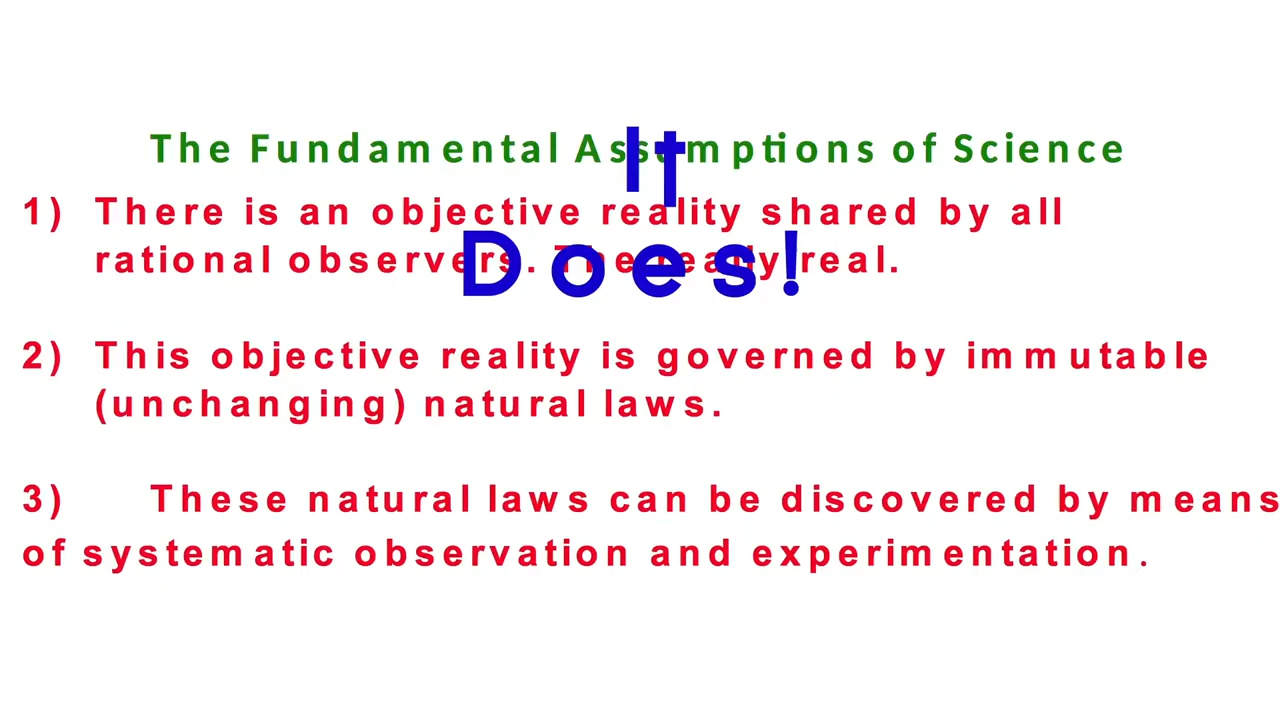 The Fundamental Assumptions of Science
It
1) There is an objective reality shared by all
Does!
rational observers. The really real.
2) This objective reality is governed by immutable
(unchanging) natural laws.
3) These natural laws can be discovered by means
of systematic observation and experimentation.